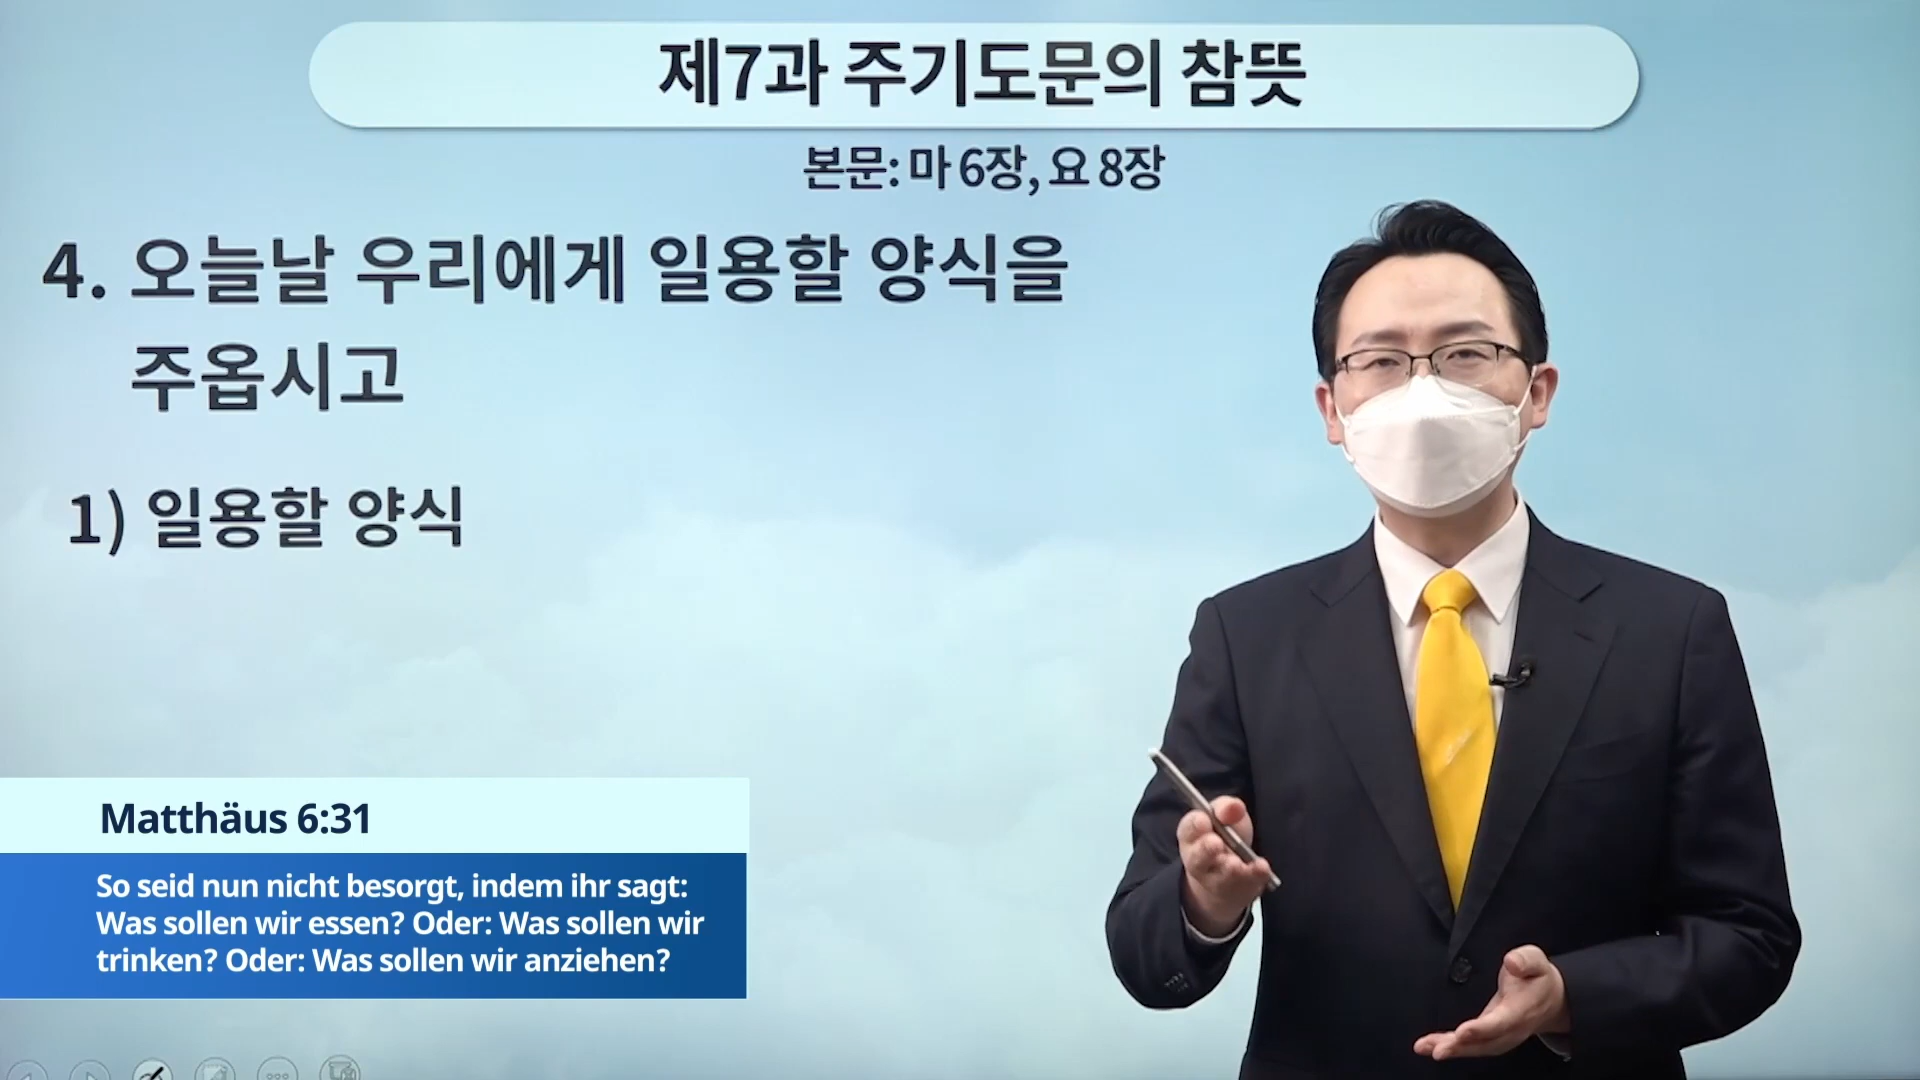 제7과 주기도문의 참뜻
본문: 마 6장, 요 8장
4. 오늘날 우리에게 일용할 양식을
주옵시고
1) 일용할 양식
Matthäus 6:31
So seid nun nicht besorgt, indem ihr sagt:
Was sollen wir essen? Oder: Was sollen wir
trinken? Oder: Was sollen wir anziehen?